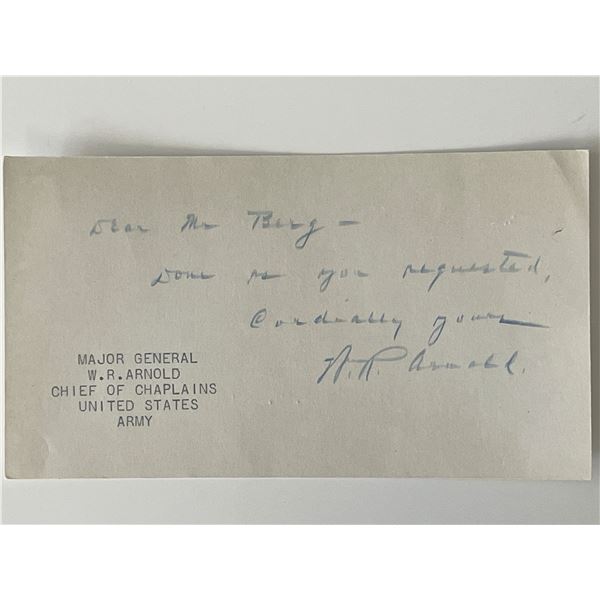 Dear Mr Berg —
Done as you requested,
Cordially yours
W.R. Arnold.
MAJOR GENERAL
W.R.ARNOLD
CHIEF OF CHAPLAINS
UNITED STATES
ARMY